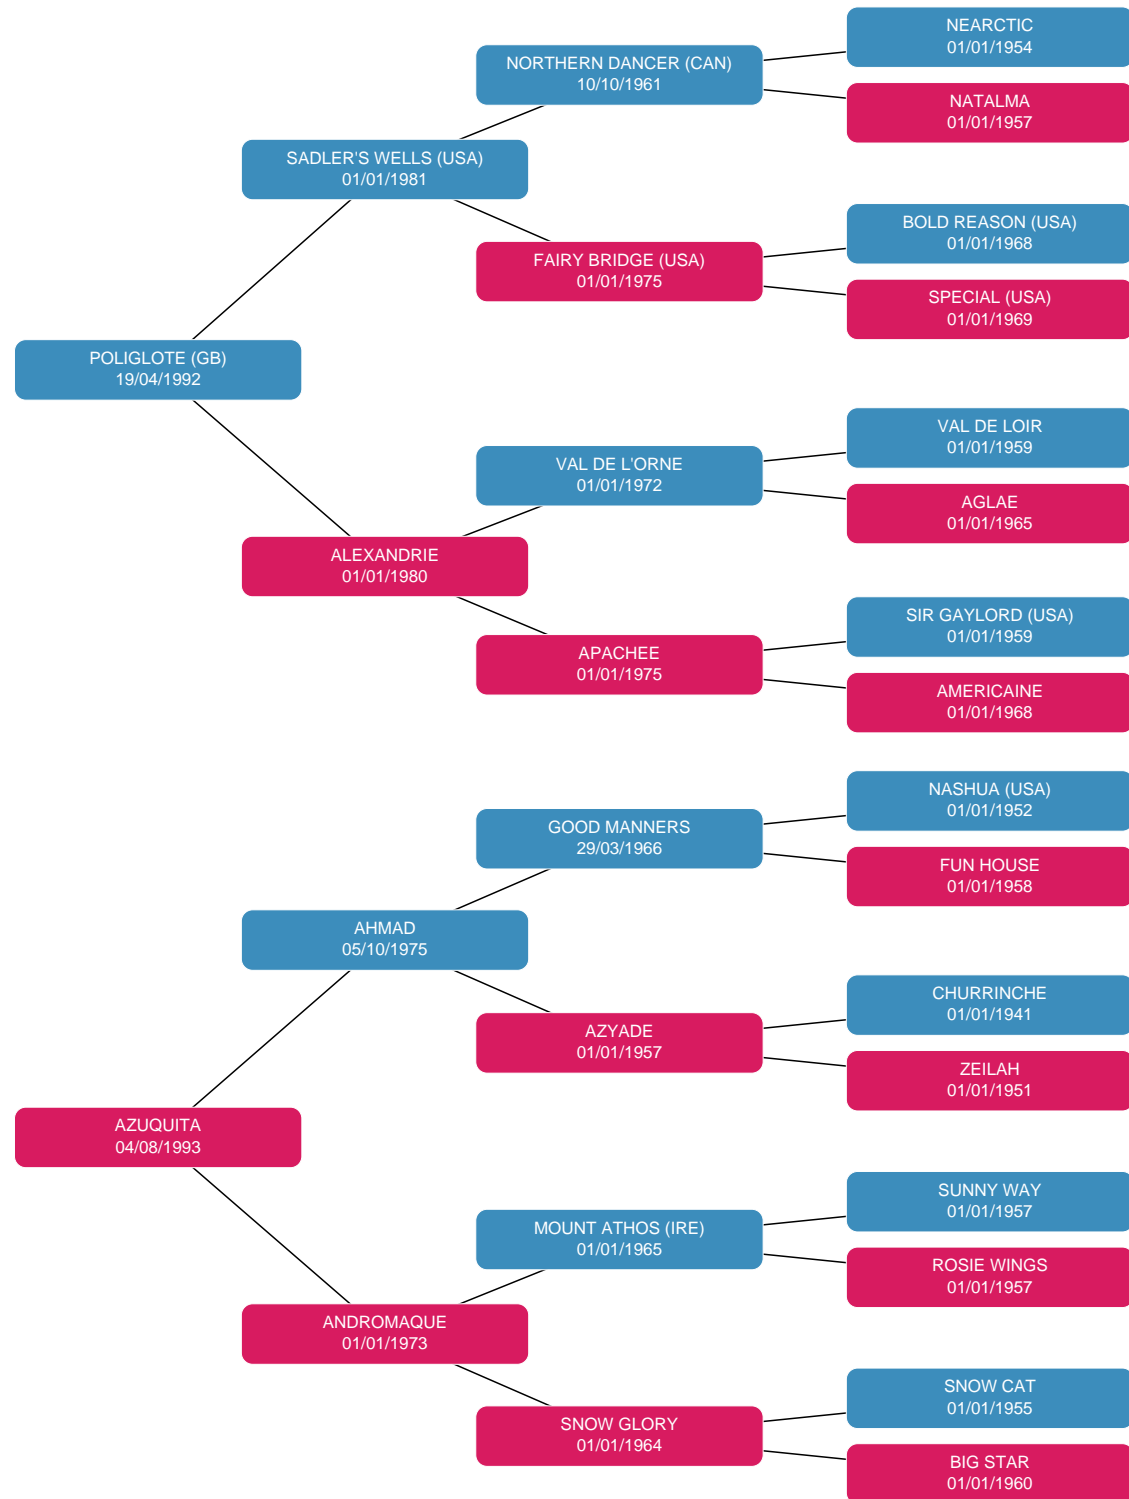 NEARCTIC
01/01/1954
NORTHERN DANCER (CAN)
10/10/1961
NATALMA
01/01/1957
SADLER'S WELLS (USA)
01/01/1981
BOLD REASON (USA)
01/01/1968
FAIRY BRIDGE (USA)
01/01/1975
SPECIAL (USA)
01/01/1969
POLIGLOTE (GB)
19/04/1992
VAL DE LOIR
01/01/1959
VAL DE L'ORNE
01/01/1972
AGLAE
01/01/1965
ALEXANDRIE
01/01/1980
SIR GAYLORD (USA)
01/01/1959
APACHEE
01/01/1975
AMERICAINE
01/01/1968
NASHUA (USA)
01/01/1952
GOOD MANNERS
29/03/1966
FUN HOUSE
01/01/1958
AHMAD
05/10/1975
CHURRINCHE
01/01/1941
AZYADE
01/01/1957
ZEILAH
01/01/1951
AZUQUITA
04/08/1993
SUNNY WAY
01/01/1957
MOUNT ATHOS (IRE)
01/01/1965
ROSIE WINGS
01/01/1957
ANDROMAQUE
01/01/1973
SNOW CAT
01/01/1955
SNOW GLORY
01/01/1964
BIG STAR
01/01/1960